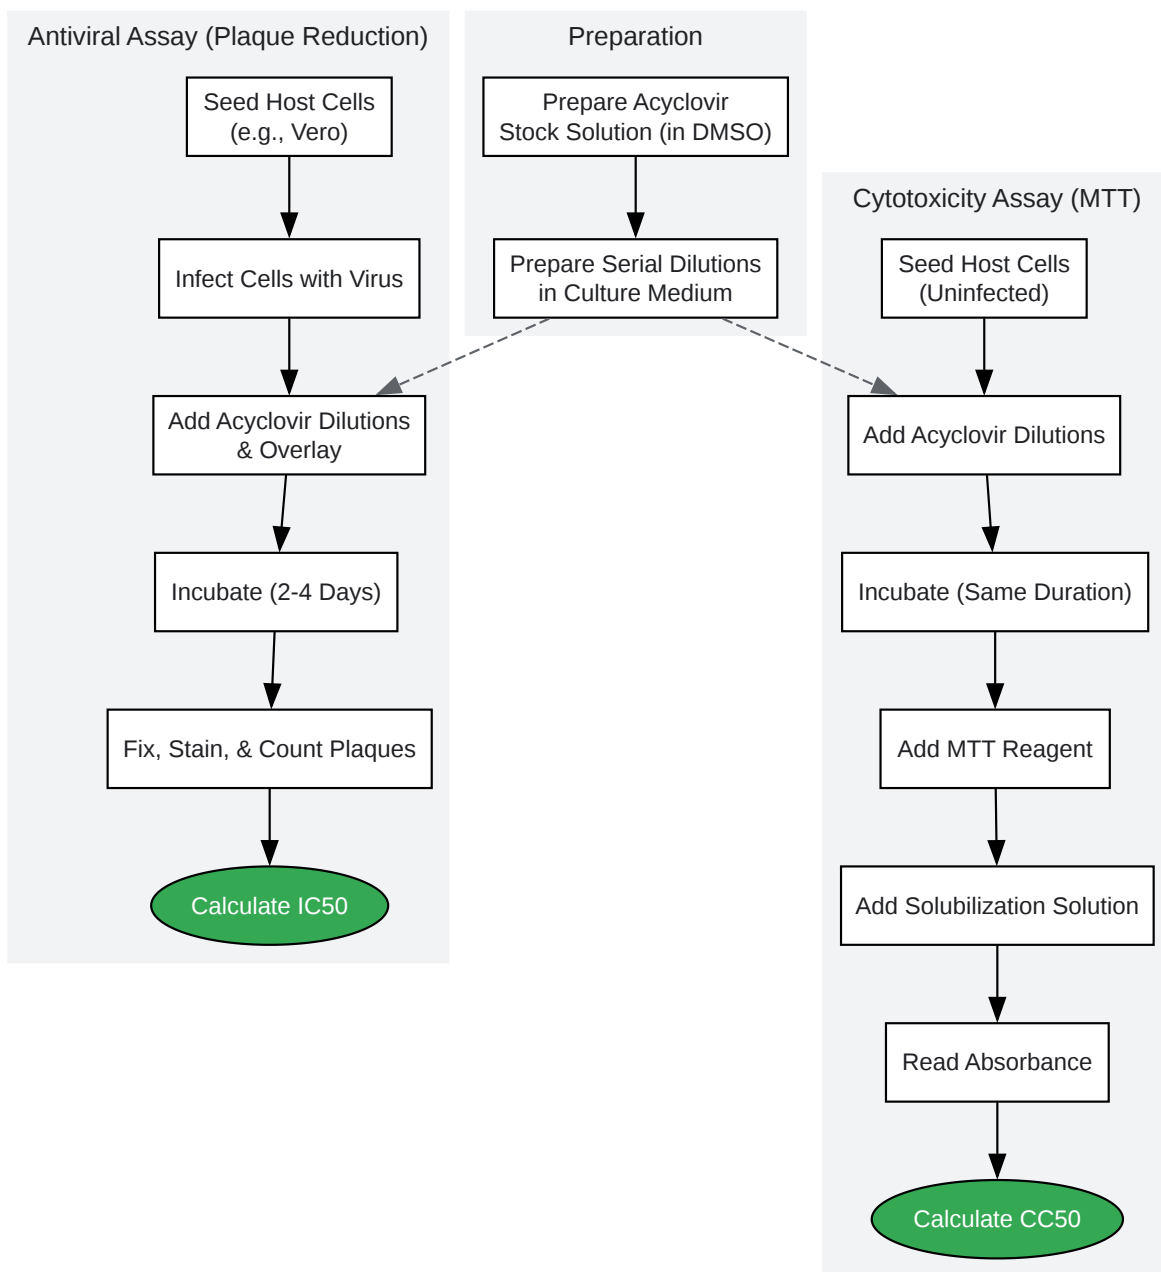 Antiviral Assay (Plaque Reduction)
Seed Host Cells
(e.g., Vero)
Infect Cells with Virus
Add Acyclovir Dilutions
& Overlay
Incubate (2-4 Days)
Fix, Stain, & Count Plaques
Calculate IC50
Preparation
Prepare Acyclovir
Stock Solution (in DMSO)
Prepare Serial Dilutions
in Culture Medium
Cytotoxicity Assay (MTT)
Seed Host Cells
(Uninfected)
Add Acyclovir Dilutions
Incubate (Same Duration)
Add MTT Reagent
Add Solubilization Solution
Read Absorbance
Calculate CC50